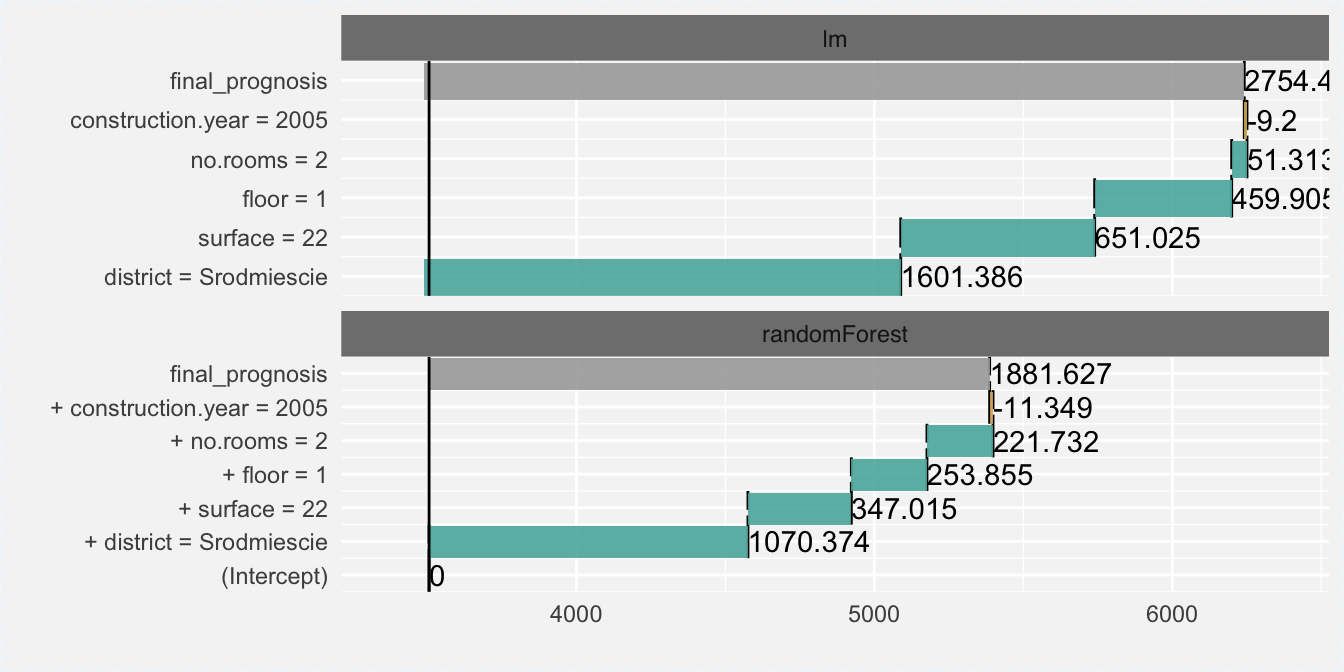 lm
final_prognosis 2754.4
construction.year = 2005 -9.2
no.rooms = 2 51.313
floor = 1 459.905
surface = 22 651.025
district = Srodmiescie 1601.386
randomForest
final_prognosis 1881.627
+ construction.year = 2005 -11.349
+ no.rooms = 2 221.732
+ floor = 1 253.855
+ surface = 22 347.015
+ district = Srodmiescie 1070.374
(Intercept) 0
4000 5000 6000